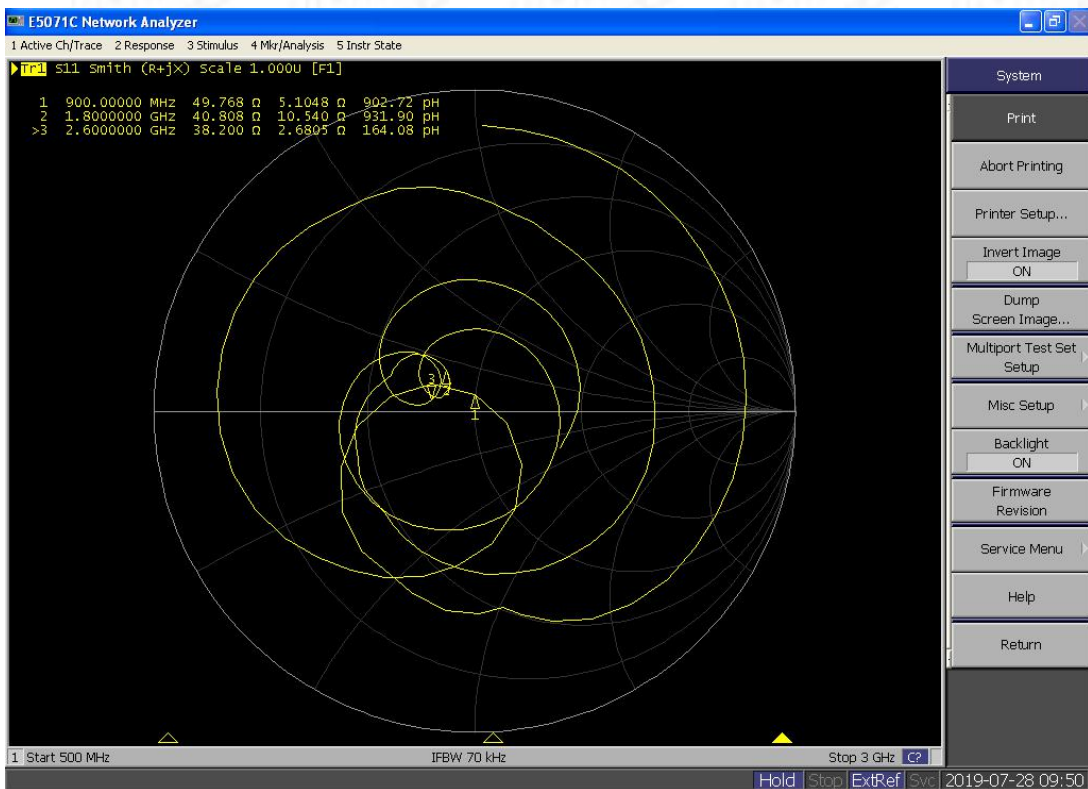 E5071C Network Analyzer
1 Active Ch/Trace 2 Response 3 Stimulus 4 Mkr/Analysis 5 Instr State
Tr1 S11 Smith (R+jX) Scale 1.000U [F1]
1 900.00000 MHz 49.768 Ω 5.1048 Ω 902.72 pH
2 1.8000000 GHz 40.808 Ω 10.540 Ω 931.90 pH
>3 2.6000000 GHz 38.200 Ω 2.6805 Ω 164.08 pH
3
1
System
Print
Abort Printing
Printer Setup...
Invert Image
ON
Dump
Screen Image...
Multiport Test Set
Setup
Misc Setup
Backlight
ON
Firmware
Revision
Service Menu
Help
Return
1 Start 500 MHz IFBW 70 kHz Stop 3 GHz C?
Hold Stop ExtRef Svc 2019-07-28 09:50